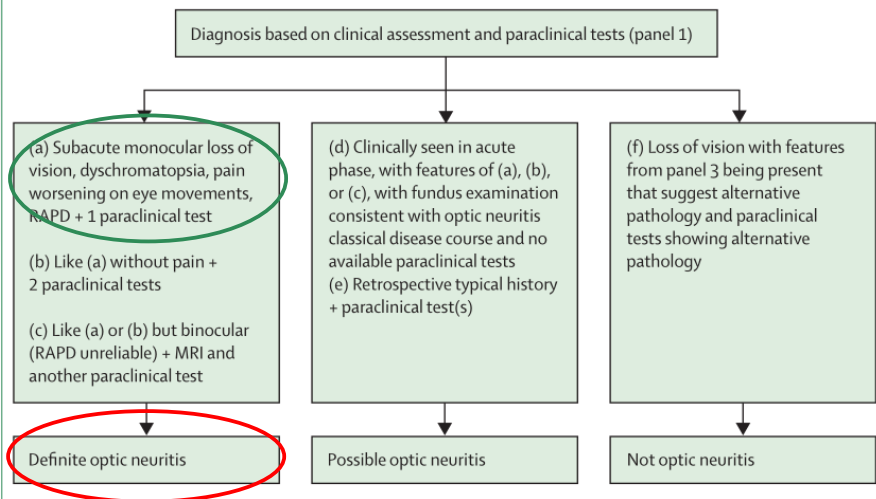 Diagnosis based on clinical assessment and paraclinical tests (panel 1)
(a) Subacute monocular loss of
vision, dyschromatopsia, pain
worsening on eye movements,
RAPD + 1 paraclinical test
(b) Like (a) without pain +
2 paraclinical tests
(c) Like (a) or (b) but binocular
(RAPD unreliable) + MRI and
another paraclinical test
(d) Clinically seen in acute
phase, with features of (a), (b),
or (c), with fundus examination
consistent with optic neuritis
classical disease course and no
available paraclinical tests
(e) Retrospective typical history
+ paraclinical test(s)
(f) Loss of vision with features
from panel 3 being present
that suggest alternative
pathology and paraclinical
tests showing alternative
pathology
Definite optic neuritis
Possible optic neuritis
Not optic neuritis